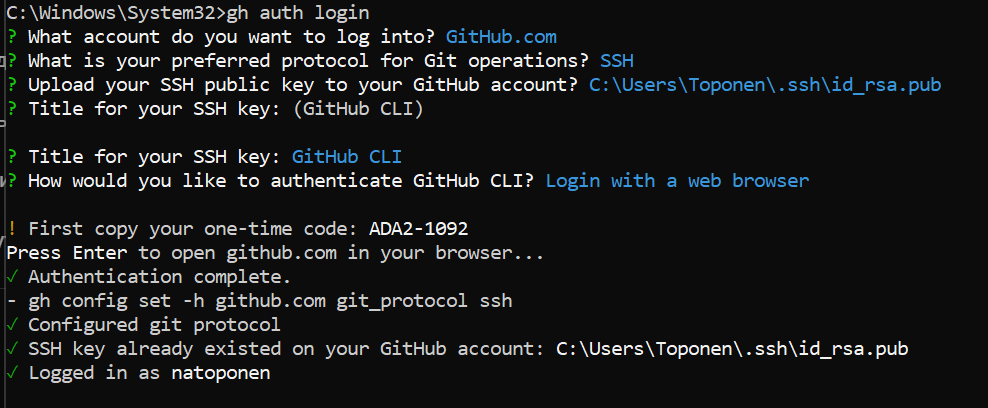 C:\Windows\System32>gh auth login
? What account do you want to log into? GitHub.com
? What is your preferred protocol for Git operations? SSH
? Upload your SSH public key to your GitHub account? C:\Users\Toponen\.ssh\id_rsa.pub
? Title for your SSH key: (GitHub CLI)
? Title for your SSH key: GitHub CLI
? How would you like to authenticate GitHub CLI? Login with a web browser
! First copy your one-time code: ADA2-1092
Press Enter to open github.com in your browser...
✓ Authentication complete.
- gh config set -h github.com git_protocol ssh
✓ Configured git protocol
✓ SSH key already existed on your GitHub account: C:\Users\Toponen\.ssh\id_rsa.pub
✓ Logged in as natoponen